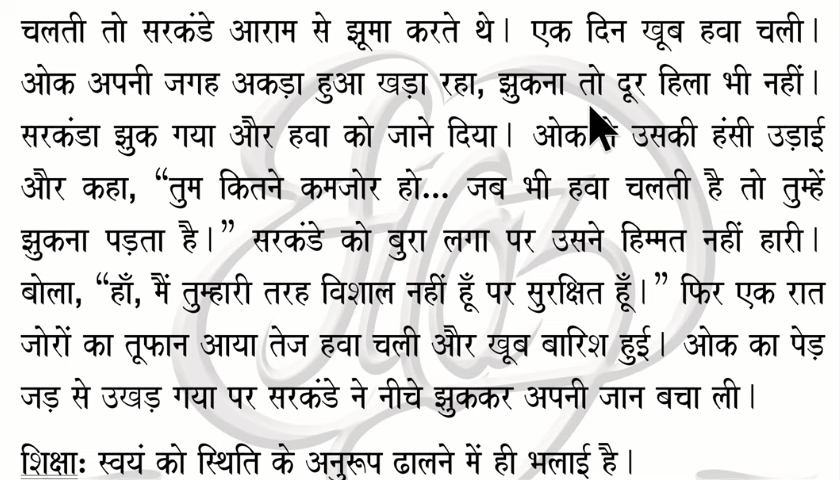 चलती तो सरकंडे आराम से झूमा करते थे। एक दिन खूब हवा चली।
ओक अपनी जगह अकड़ा हुआ खड़ा रहा, झुकना तो दूर हिला भी नहीं।
सरकंडा झुक गया और हवा को जाने दिया। ओक ने उसकी हंसी उड़ाई
और कहा, “तुम कितने कमजोर हो... जब भी हवा चलती है तो तुम्हें
झुकना पड़ता है।” सरकंडे को बुरा लगा पर उसने हिम्मत नहीं हारी।
बोला, “हाँ, मैं तुम्हारी तरह विशाल नहीं हूँ पर सुरक्षित हूँ।” फिर एक रात
जोरों का तूफान आया तेज हवा चली और खूब बारिश हुई। ओक का पेड़
जड़ से उखड़ गया पर सरकंडे ने नीचे झुककर अपनी जान बचा ली।
शिक्षाः स्वयं को स्थिति के अनुरूप ढालने में ही भलाई है।